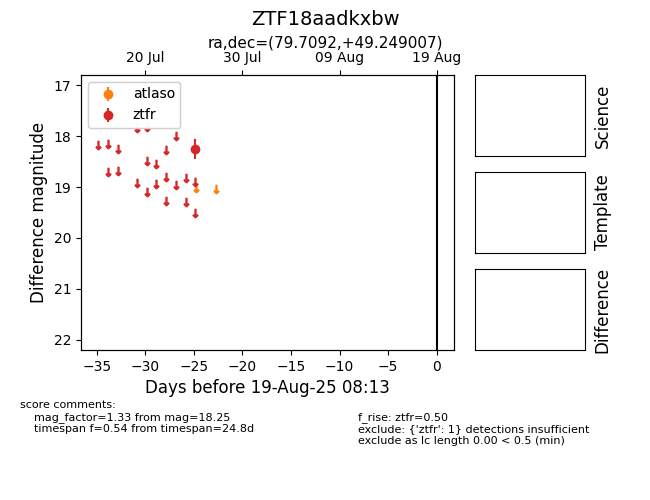 ZTF18aadkxbw
ra,dec=(79.7092,+49.249007)
20 Jul 30 Jul 09 Aug 19 Aug
atlaso
ztfr
17
18
19
20
21
22
Difference magnitude
−35 −30 −25 −20 −15 −10 −5 0
Days before 19-Aug-25 08:13
Science
Template
Difference
score comments:
mag_factor=1.33 from mag=18.25
timespan f=0.54 from timespan=24.8d
f_rise: ztfr=0.50
exclude: {'ztfr': 1} detections insufficient
exclude as lc length 0.00 < 0.5 (min)